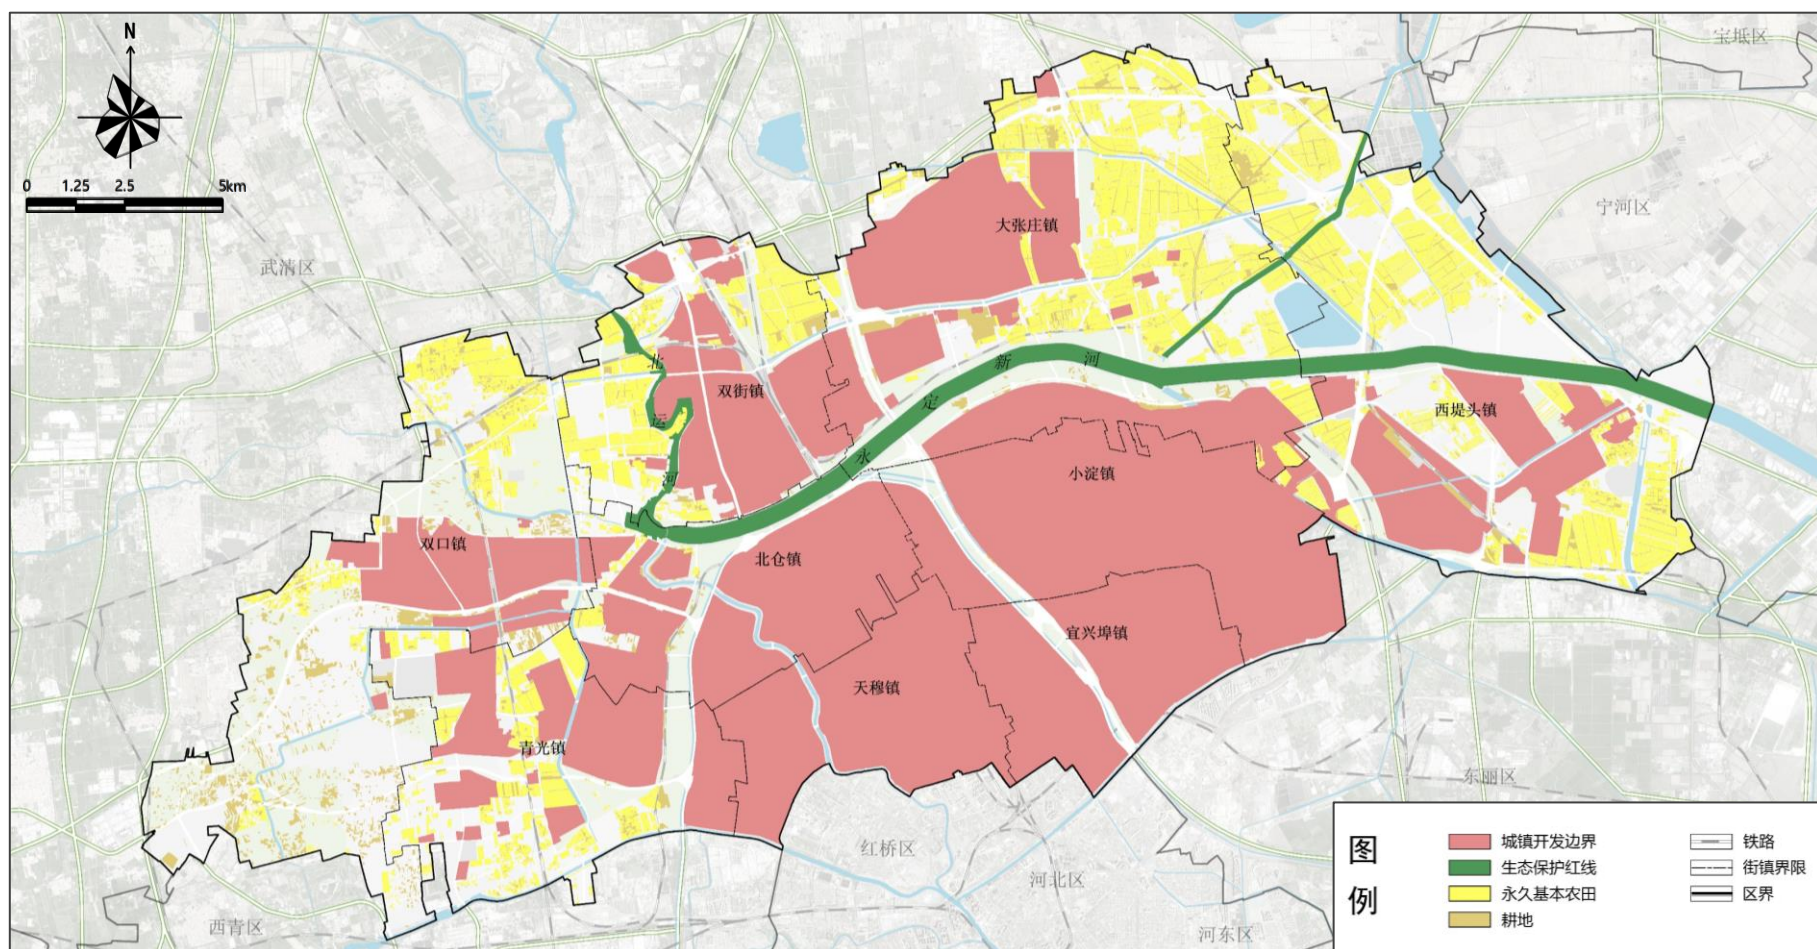 N
0 1.25 2.5 5km
宝坻区
宁河区
武清区
大张庄镇
北
运
河
双街镇
永
定
新
河
西堤头镇
小淀镇
双口镇
北仓镇
宜兴埠镇
天穆镇
青光镇
东丽区
红桥区
河北区
西青区
河东区
图
例
城镇开发边界
生态保护红线
永久基本农田
耕地
铁路
街镇界限
区界